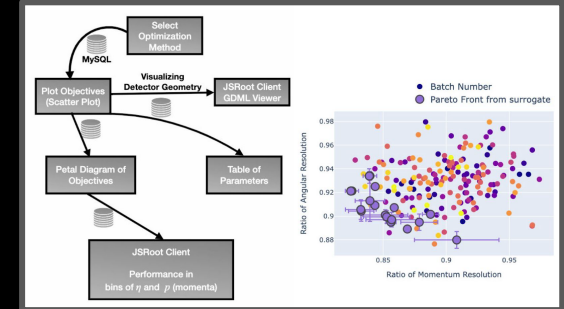 Select
Optimization
Method
MySQL
Plot Objectives
(Scatter Plot)
Visualizing
Detector Geometry
JSRoot Client
GDML Viewer
Petal Diagram of
Objectives
Table of
Parameters
JSRoot Client
Performance in
bins of η and p (momenta)
Batch Number
Pareto Front from surrogate
Ratio of Angular Resolution
0.98
0.96
0.94
0.92
0.9
0.88
0.85
0.9
0.95
Ratio of Momentum Resolution